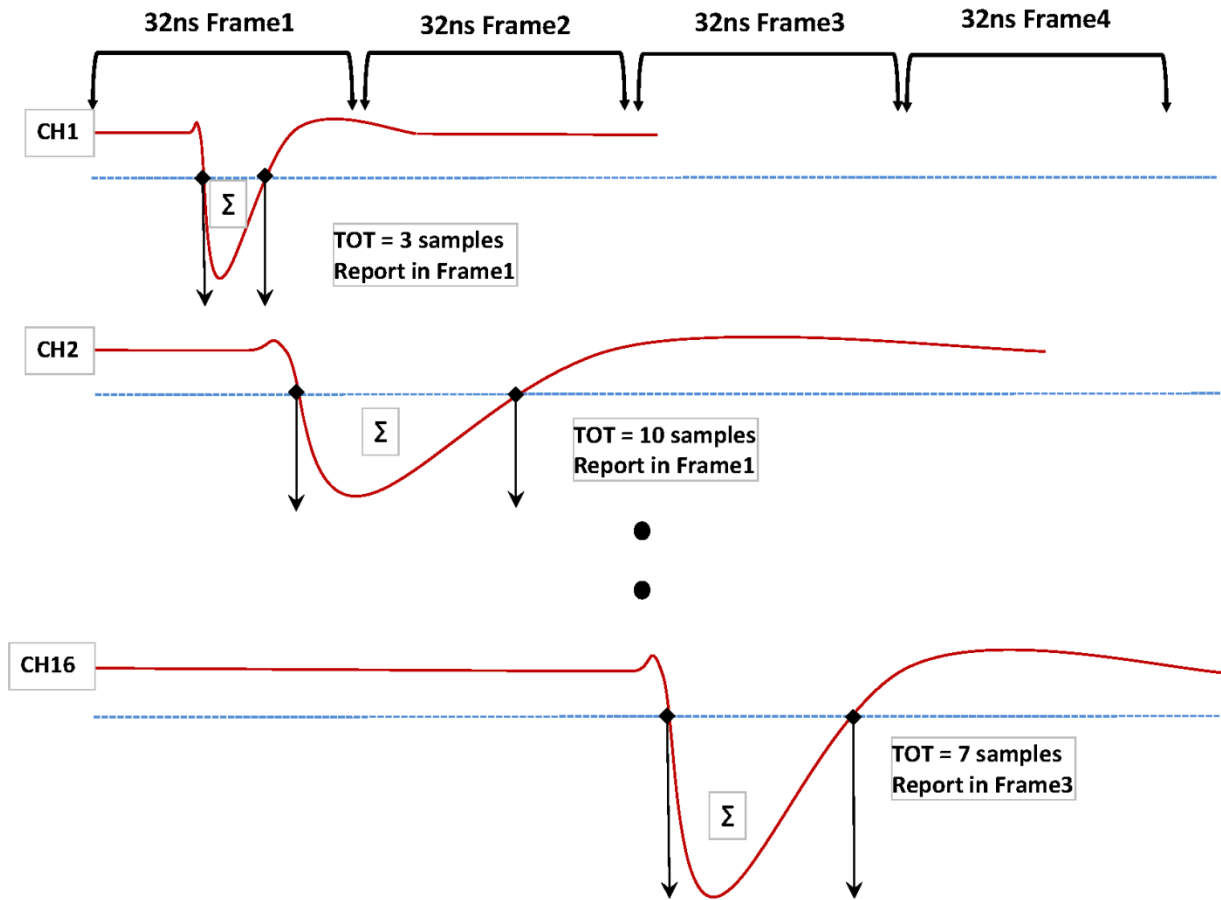 32ns Frame1
32ns Frame2
32ns Frame3
32ns Frame4
CH1
Σ
TOT = 3 samples
Report in Frame1
CH2
Σ
TOT = 10 samples
Report in Frame1
CH16
TOT = 7 samples
Report in Frame3
Σ